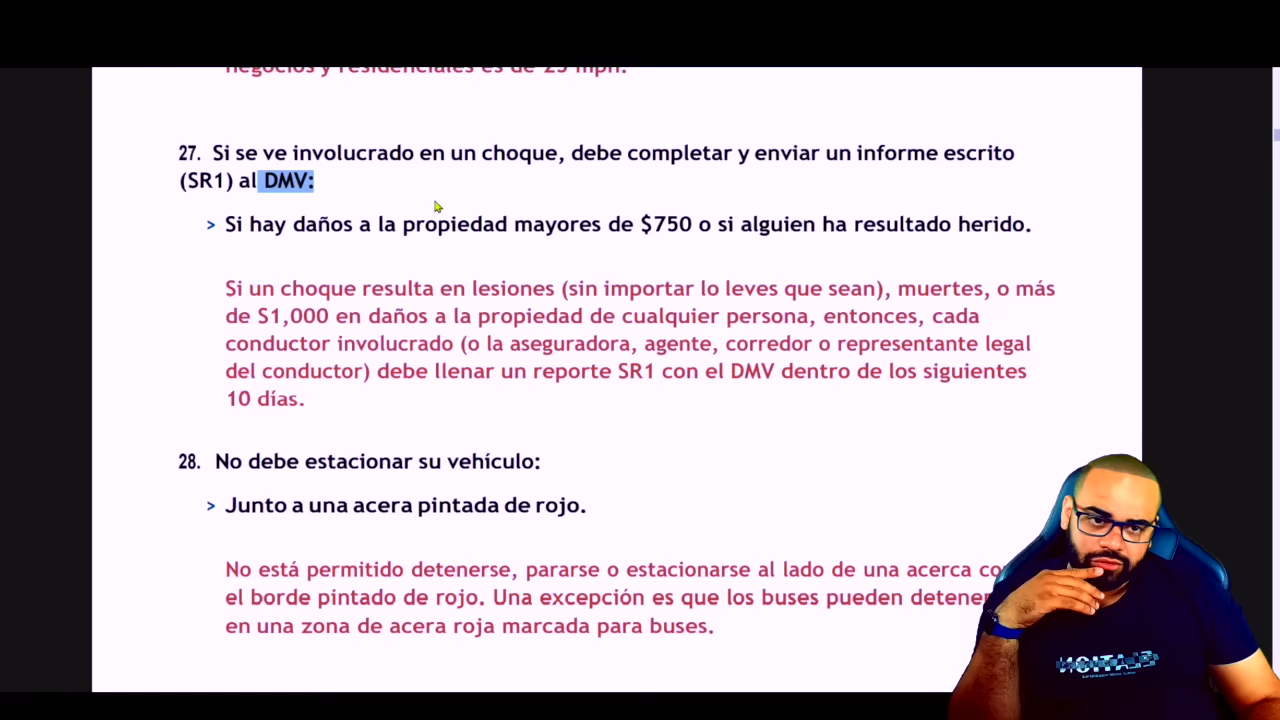 negocios y residenciales es de 25 mph.
27. Si se ve involucrado en un choque, debe completar y enviar un informe escrito
(SR1) al DMV:
> Si hay daños a la propiedad mayores de $750 o si alguien ha resultado herido.
Si un choque resulta en lesiones (sin importar lo leves que sean), muertes, o más
de S1,000 en daños a la propiedad de cualquier persona, entonces, cada
conductor involucrado (o la aseguradora, agente, corredor o representante legal
del conductor) debe llenar un reporte SR1 con el DMV dentro de los siguientes
10 días.
28. No debe estacionar su vehículo:
> Junto a una acera pintada de rojo.
No está permitido detenerse, pararse o estacionarse al lado de una acerca
el borde pintado de rojo. Una excepción es que los buses pueden
en una zona de acera roja marcada para buses.